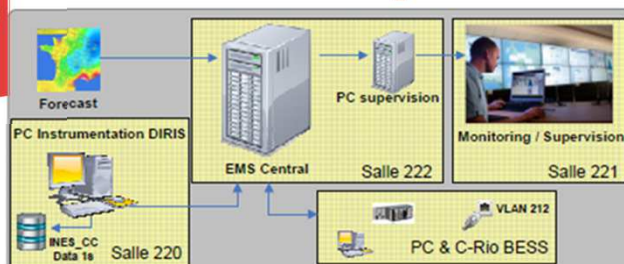 Forecast
PC supervision
EMS Central
Salle 222
Monitoring / Supervision
Salle 221
PC Instrumentation DIRIS
INES_CC
Data 1s
Salle 220
VLAN 212
PC & C-Rio BESS